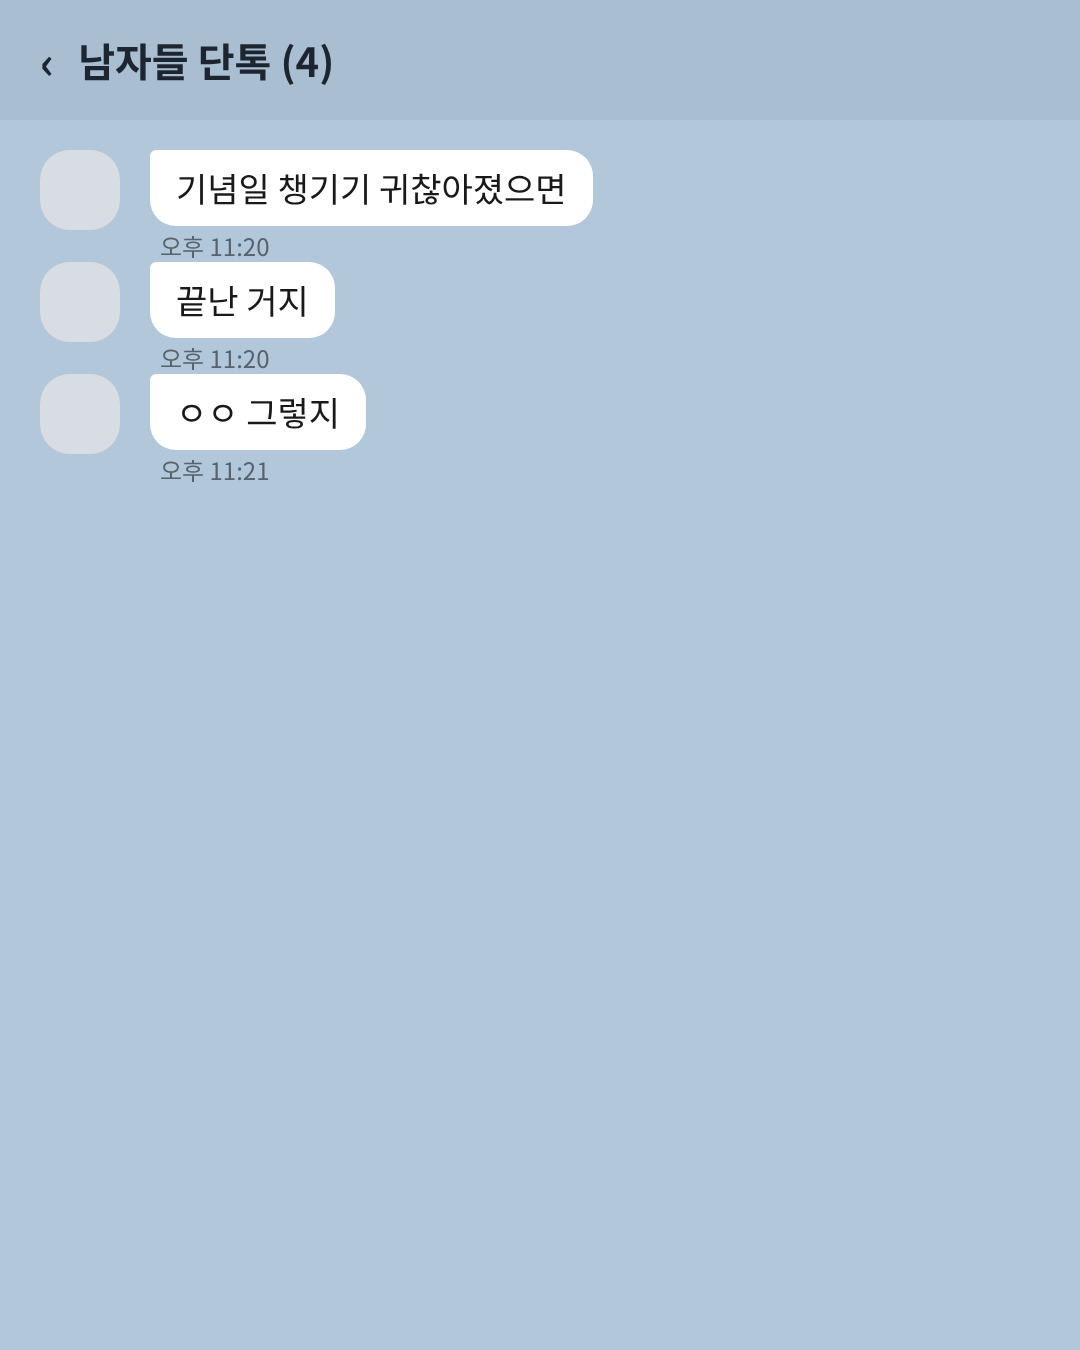 ‹ 남자들 단톡 (4)
기념일 챙기기 귀찮아졌으면
오후 11:20
끝난 거지
오후 11:20
ㅇㅇ 그렇지
오후 11:21